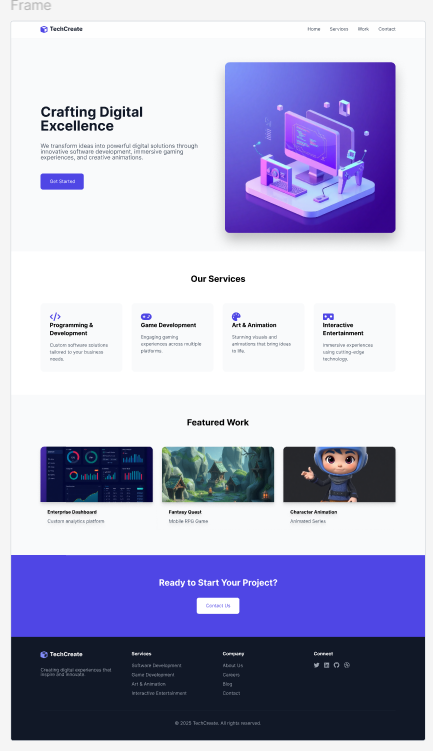 Frame
TechCreate
Home Services Work Contact
Crafting Digital
Excellence
We transform ideas into powerful digital solutions through
innovative software development, immersive gaming
experiences, and creative animations.
Get Started
Our Services
Programming &
Development
Custom software solutions
tailored to your business
needs.
Game Development
Engaging gaming
experiences across multiple
platforms.
Art & Animation
Stunning visuals and
animations that bring ideas
to life.
Interactive
Entertainment
Immersive experiences
using cutting-edge
technology.
Featured Work
Enterprise Dashboard
Custom analytics platform
Fantasy Quest
Mobile RPG Game
Character Animation
Animated Series
Ready to Start Your Project?
Contact Us
TechCreate
Creating digital experiences that
inspire and innovate.
Services
Software Development
Game Development
Art & Animation
Interactive Entertainment
Company
About Us
Careers
Blog
Contact
Connect
© 2025 TechCreate. All rights reserved.